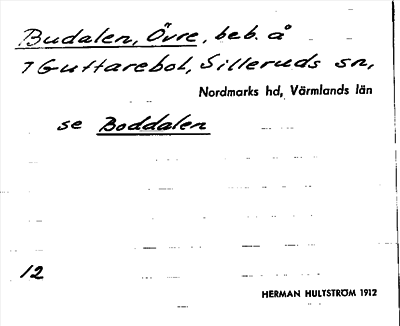 Budalen, Övre, beb. å
7 Guttarebol, Silleruds sn,
Nordmarks hd, Värmlands län
se Boddalen
12
HERMAN HULTSTRÖM 1912